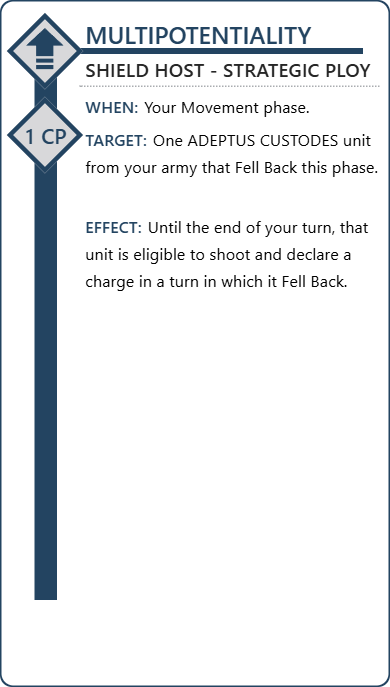 MULTIPOTENTIALITY
SHIELD HOST - STRATEGIC PLOY
WHEN: Your Movement phase.
1 CP
TARGET: One ADEPTUS CUSTODES unit
from your army that Fell Back this phase.
EFFECT: Until the end of your turn, that
unit is eligible to shoot and declare a
charge in a turn in which it Fell Back.